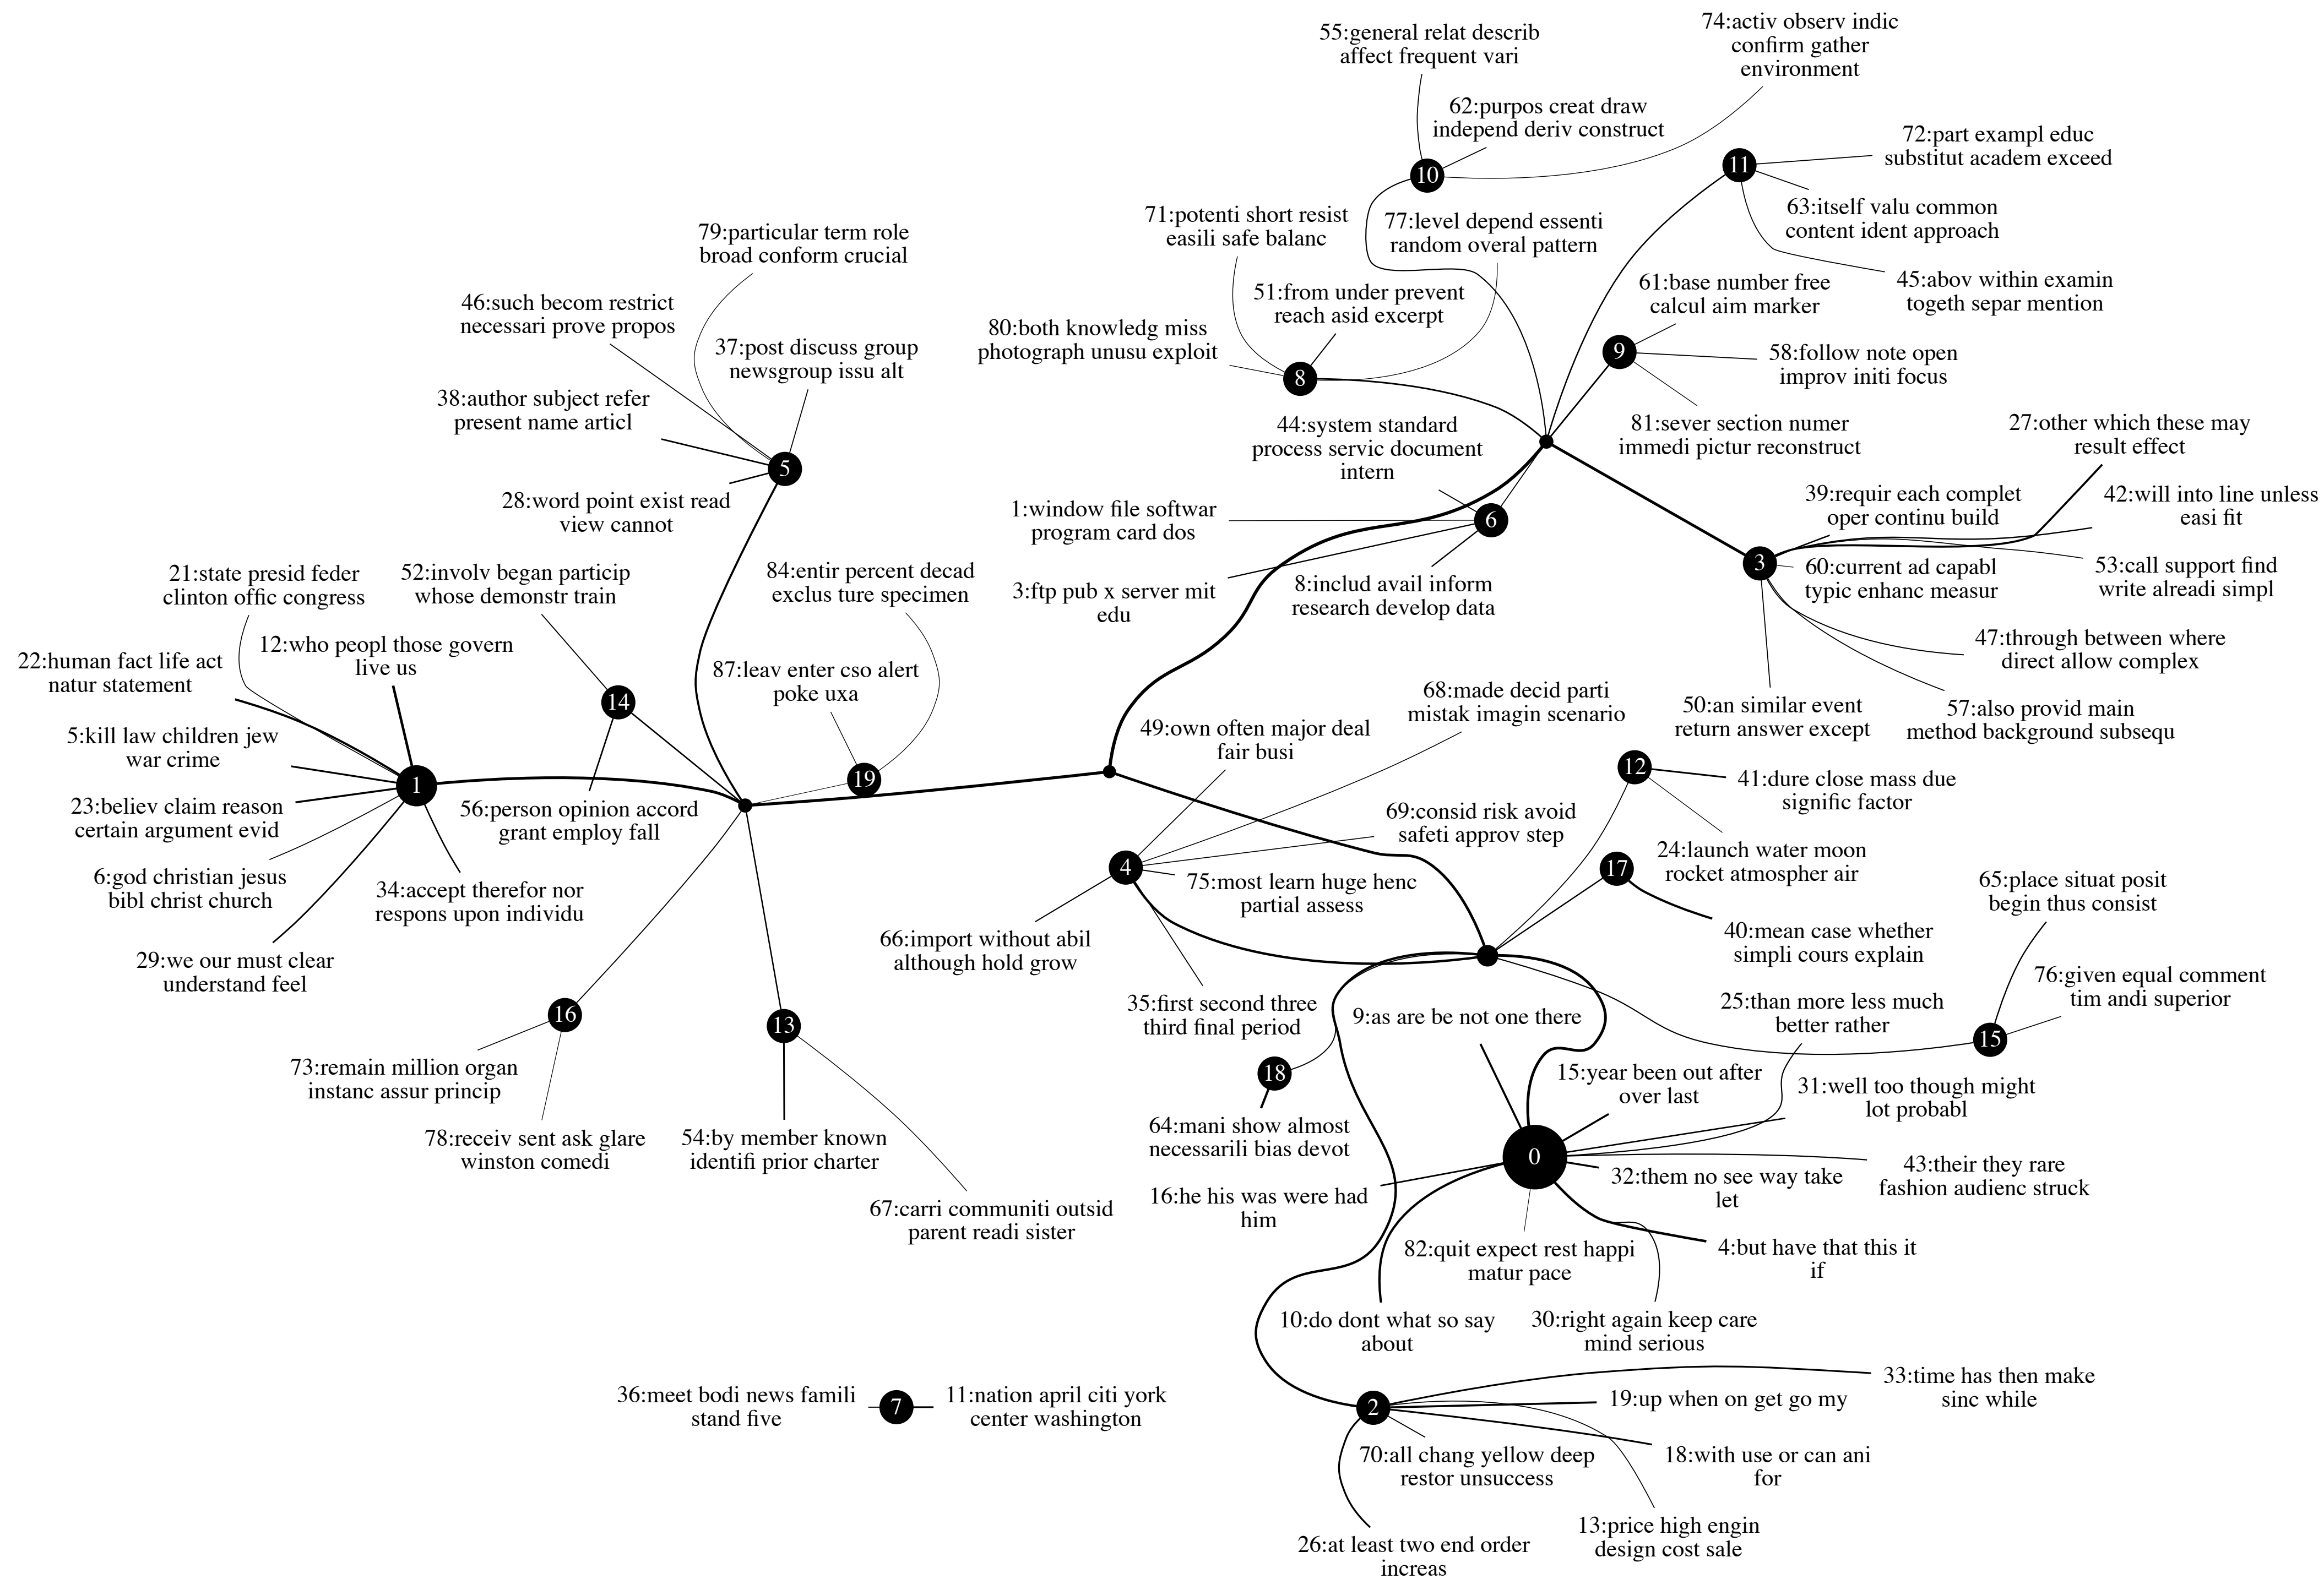 55:general relat describ
affect frequent vari
74:activ observ indic
confirm gather
environment
62:purpos creat draw
independ deriv construct
10
11
72:part exampl educ
substitut academ exceed
63:itself valu common
content ident approach
45:abov within examin
togeth separ mention
71:potenti short resist
easili safe balanc
77:level depend essenti
random overal pattern
51:from under prevent
reach asid excerpt
80:both knowledg miss
photograph unusu exploit
8
61:base number free
calcul aim marker
9
58:follow note open
improv initi focus
81:sever section numer
immedi pictur reconstruct
79:particular term role
broad conform crucial
46:such becom restrict
necessari prove propos
37:post discuss group
newsgroup issu alt
38:author subject refer
present name articl
5
28:word point exist read
view cannot
44:system standard
process servic document
intern
1:window file softwar
program card dos
6
3:ftp pub x server mit
edu
8:includ avail inform
research develop data
27:other which these may
result effect
39:requir each complet
oper continu build
42:will into line unless
easi fit
3
60:current ad capabl
typic enhanc measur
53:call support find
write alreadi simpl
47:through between where
direct allow complex
50:an similar event
return answer except
57:also provid main
method background subsequ
21:state presid feder
clinton offic congress
52:involv began particip
whose demonstr train
84:entir percent decad
exclus ture specimen
12:who peopl those govern
live us
22:human fact life act
natur statement
87:leav enter cso alert
poke uxa
14
5:kill law children jew
war crime
1
19
23:believ claim reason
certain argument evid
56:person opinion accord
grant employ fall
6:god christian jesus
bibl christ church
34:accept therefor nor
respons upon individu
29:we our must clear
understand feel
16
13
73:remain million organ
instanc assur princip
78:receiv sent ask glare
winston comedi
54:by member known
identifi prior charter
67:carri communiti outsid
parent readi sister
68:made decid parti
mistak imagin scenario
49:own often major deal
fair busi
69:consid risk avoid
safeti approv step
4
75:most learn huge henc
partial assess
66:import without abil
although hold grow
35:first second three
third final period
12
41:dure close mass due
signific factor
24:launch water moon
rocket atmospher air
17
40:mean case whether
simpli cours explain
65:place situat posit
begin thus consist
76:given equal comment
tim andi superior
15
25:than more less much
better rather
9:as are be not one there
18
64:mani show almost
necessarili bias devot
15:year been out after
over last
31:well too though might
lot probabl
0
43:their they rare
fashion audienc struck
32:them no see way take
let
16:he his was were had
him
82:quit expect rest happi
matur pace
4:but have that this it
if
10:do dont what so say
about
30:right again keep care
mind serious
36:meet bodi news famili
stand five
7
11:nation april citi york
center washington
2
33:time has then make
sinc while
19:up when on get go my
70:all chang yellow deep
restor unsuccess
18:with use or can ani
for
13:price high engin
design cost sale
26:at least two end order
increas